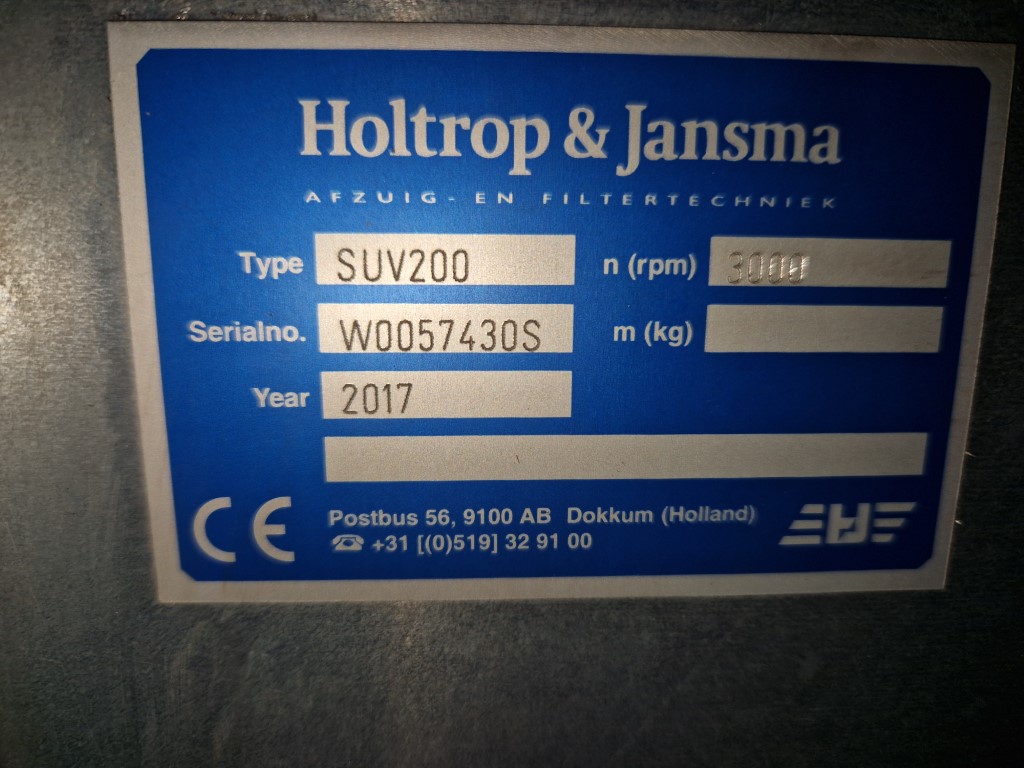 Holtrop & Jansma
AFZUIG- EN FILTERTECHNIEK
Type SUV200 n (rpm) 3000
Serialno. W0057430S m (kg)
Year 2017
CE Postbus 56, 9100 AB Dokkum (Holland)
☎ +31 [(0)519] 32 91 00